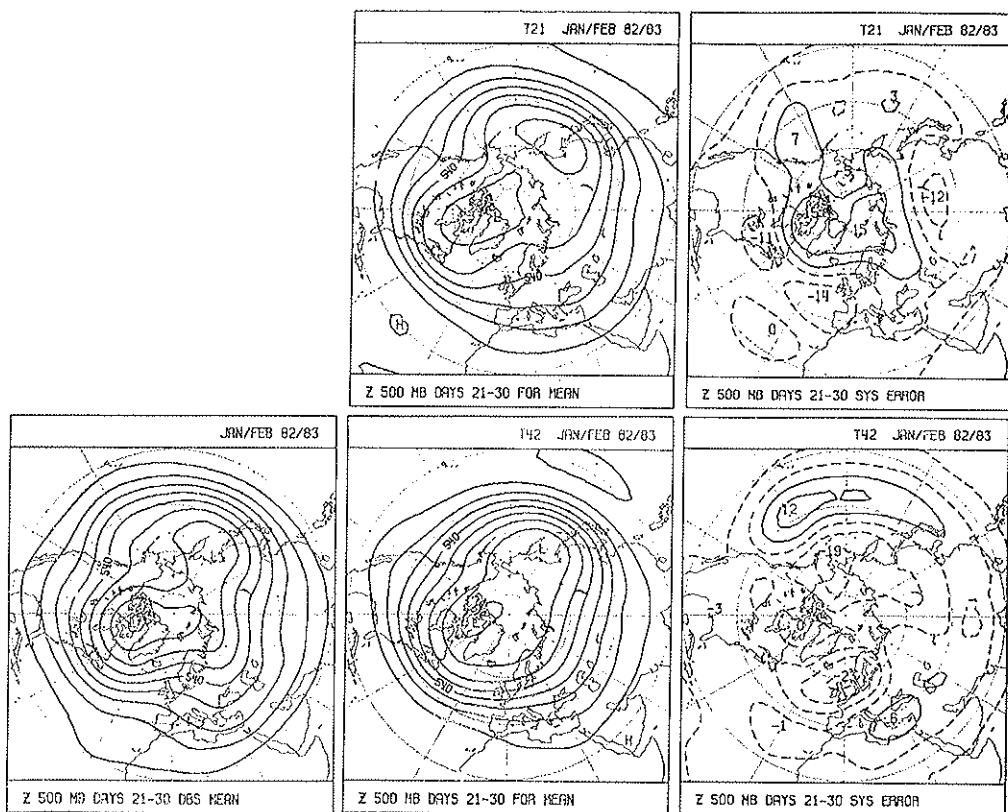 T21 JAN/FEB 82/83
540
540
H
Z 500 MB DAYS 21-30 FOR MEAN
T21 JAN/FEB 82/83
3
7
-12
15
-14
0
Z 500 MB DAYS 21-30 SYS ERROR
JAN/FEB 82/83
540
540
Z 500 MB DAYS 21-30 OBS MEAN
T42 JAN/FEB 82/83
540
540
H
Z 500 MB DAYS 21-30 FOR MEAN
T42 JAN/FEB 82/83
12
-3
-1
Z 500 MB DAYS 21-30 SYS ERROR